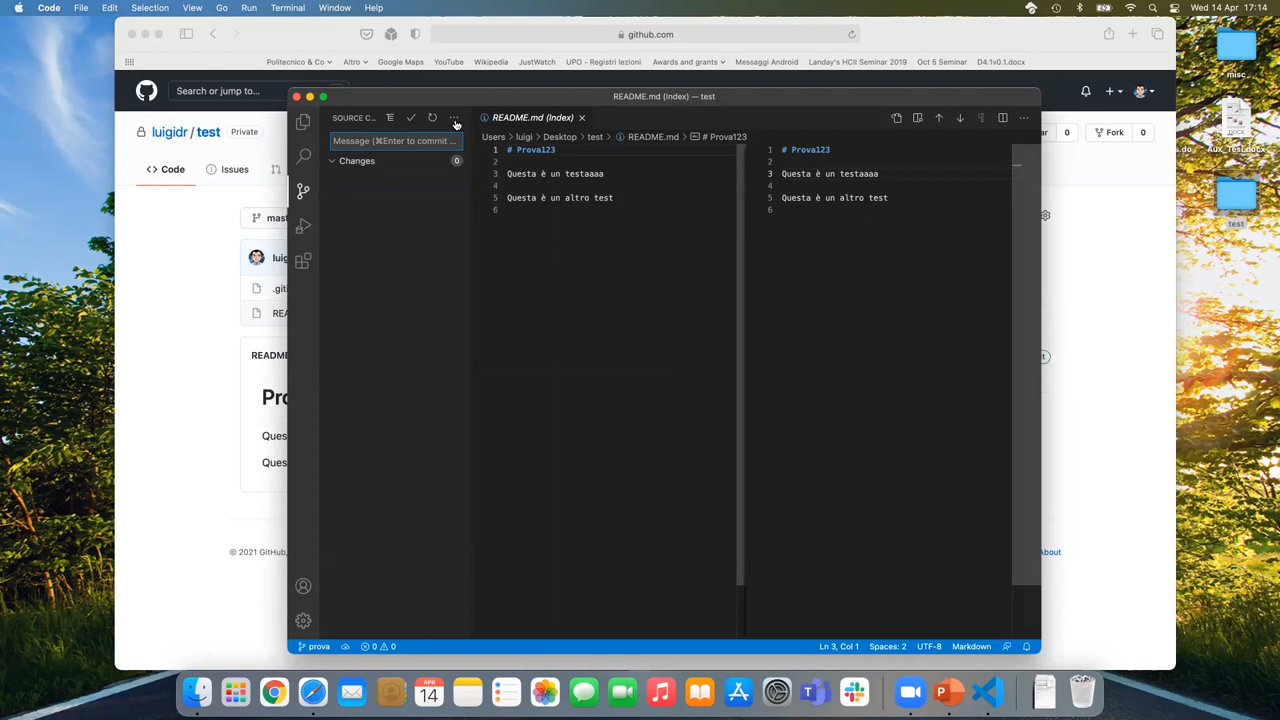 Code File Edit Selection View Go Run Terminal Window Help
Wed 14 Apr 17:14
github.com
Politecnico & Co Altro Google Maps YouTube Wikipedia JustWatch UPO - Registri lezioni Awards and grants Messaggi Android Landay's HCII Seminar 2019 Oct 5 Seminar D4.1v0.1.docx
misc
Search or jump to...
README.md (Index) — test
SOURCE C...
README.md (Index)
luigidr / test Private
0 Fork 0
Message (⌘Enter to commit ...
Users > luigi > Desktop > test > README.md > # Prova123
Changes 0
1 # Prova123
2
3 Questa è un testaaaa
4
5 Questa è un altro test
6
1 # Prova123
2
3 Questa è un testaaaa
4
5 Questa è un altro test
6
Code Issues
test
© 2021 GitHub,
About
prova 0 0
Ln 3, Col 1 Spaces: 2 UTF-8 Markdown
APR
14